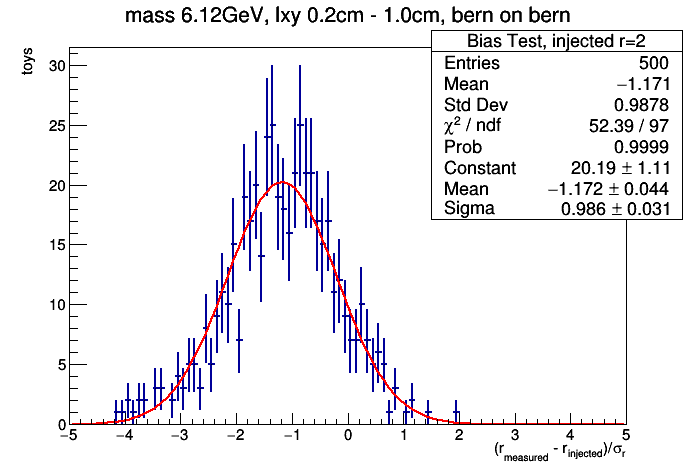 mass 6.12GeV, lxy 0.2cm - 1.0cm, bern on bern
Bias Test, injected r=2
Entries 500
Mean −1.171
Std Dev 0.9878
χ² / ndf 52.39 / 97
Prob 0.9999
Constant 20.19 ± 1.11
Mean −1.172 ± 0.044
Sigma 0.986 ± 0.031
toys
30
25
20
15
10
5
0
−5 −4 −3 −2 −1 0 1 2 3 4 5
(r_measured - r_injected)/σ_r